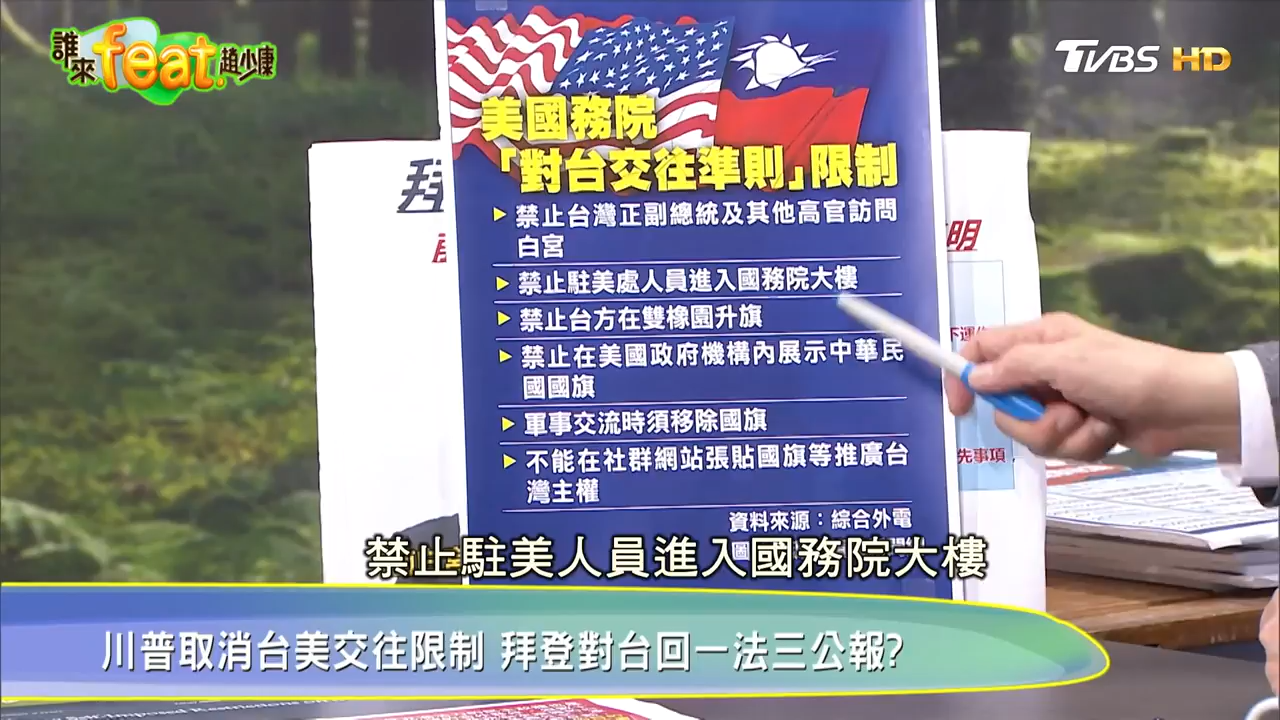 誰來feat.趙少康
TVBS HD
美國務院
「對台交往準則」限制
禁止台灣正副總統及其他高官訪問
白宮
禁止駐美處人員進入國務院大樓
禁止台方在雙橡園升旗
禁止在美國政府機構內展示中華民
國國旗
軍事交流時須移除國旗
不能在社群網站張貼國旗等推廣台
灣主權
資料來源：綜合外電
拜
明
先事項
禁止駐美人員進入國務院大樓
川普取消台美交往限制 拜登對台回一法三公報?